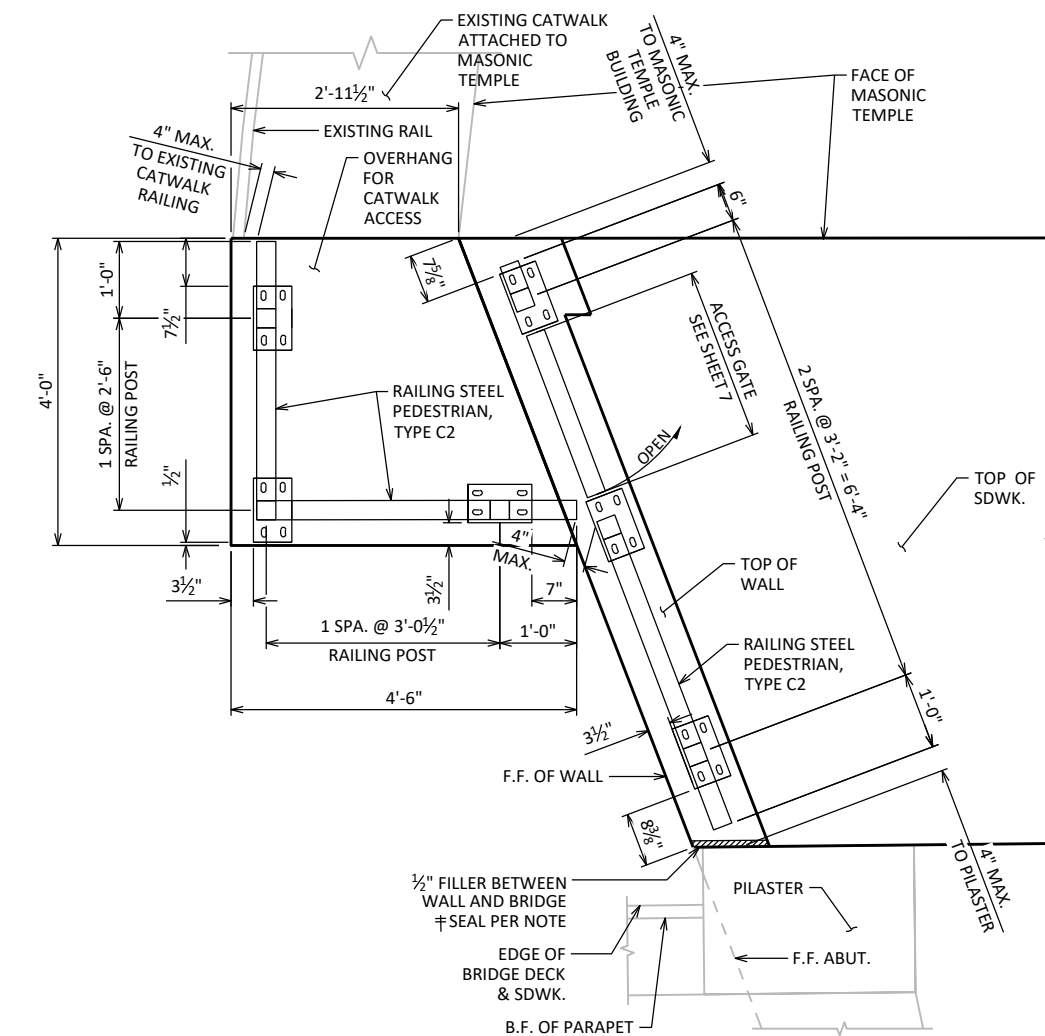 EXISTING CATWALK
ATTACHED TO
MASONIC
TEMPLE
4" MAX.
TO MASONIC
TEMPLE
BUILDING
FACE OF
MASONIC
TEMPLE
2'-11½"
EXISTING RAIL
4" MAX.
TO EXISTING
CATWALK
RAILING
OVERHANG
FOR
CATWALK
ACCESS
6"
7⅝"
4'-0"
1'-0"
7½"
1 SPA. @ 2'-6"
RAILING POST
½"
ACCESS GATE
SEE SHEET 7
2 SPA. @ 3'-2" = 6'-4"
RAILING POST
RAILING STEEL
PEDESTRIAN,
TYPE C2
OPEN
TOP OF
SDWK.
4"
MAX.
3½"
3½"
7"
TOP OF
WALL
1 SPA. @ 3'-0½"
RAILING POST
1'-0"
RAILING STEEL
PEDESTRIAN,
TYPE C2
4'-6"
1'-0"
3½"
F.F. OF WALL
8⅜"
4" MAX.
TO PILASTER
½" FILLER BETWEEN
WALL AND BRIDGE
‡SEAL PER NOTE
PILASTER
EDGE OF
BRIDGE DECK
& SDWK.
F.F. ABUT.
B.F. OF PARAPET